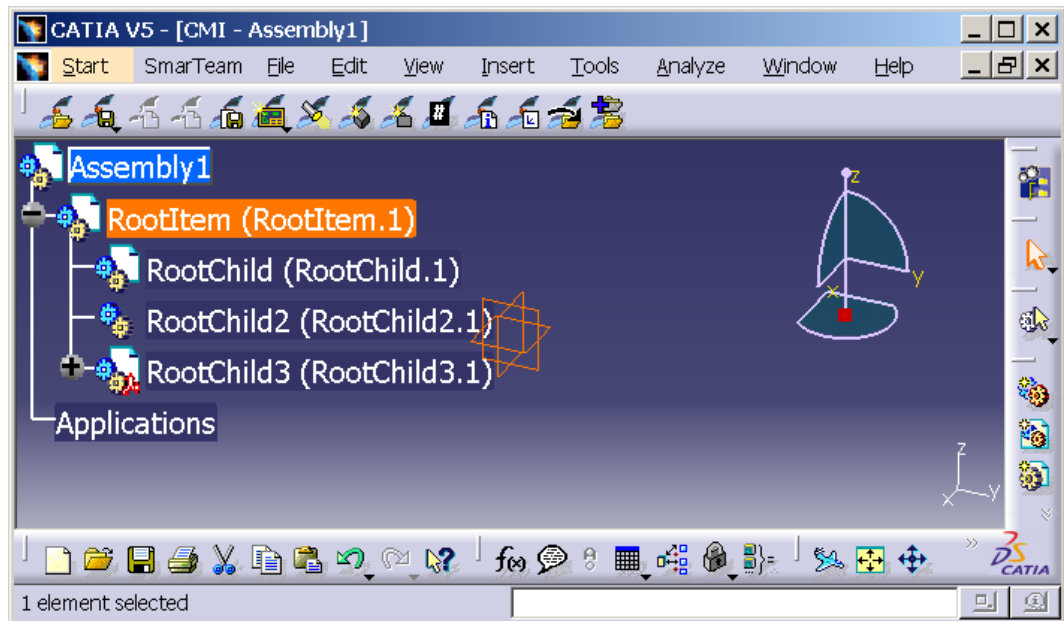 CATIA V5 - [CMI - Assembly1]
Start SmarTeam File Edit View Insert Tools Analyze Window Help
#
Assembly1
RootItem (RootItem.1)
RootChild (RootChild.1)
RootChild2 (RootChild2.1)
RootChild3 (RootChild3.1)
Applications
z
y
x
z
y
x
f(x)
CATIA
1 element selected